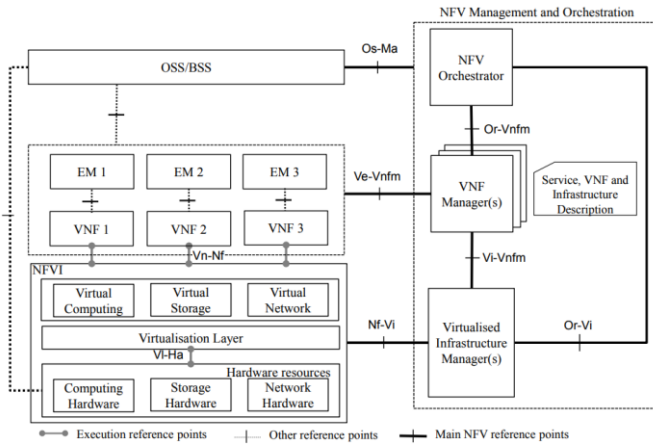 NFV Management and Orchestration
Os-Ma
OSS/BSS
NFV
Orchestrator
Or-Vnfm
EM 1
EM 2
EM 3
Ve-Vnfm
VNF
Manager(s)
Service, VNF and
Infrastructure
Description
VNF 1
VNF 2
VNF 3
Vn-Nf
NFVI
Vi-Vnfm
Virtual
Computing
Virtual
Storage
Virtual
Network
Virtualisation Layer
Nf-Vi
Virtualised
Infrastructure
Manager(s)
Or-Vi
Vl-Ha
Hardware resources
Computing
Hardware
Storage
Hardware
Network
Hardware
Execution reference points
Other reference points
Main NFV reference points